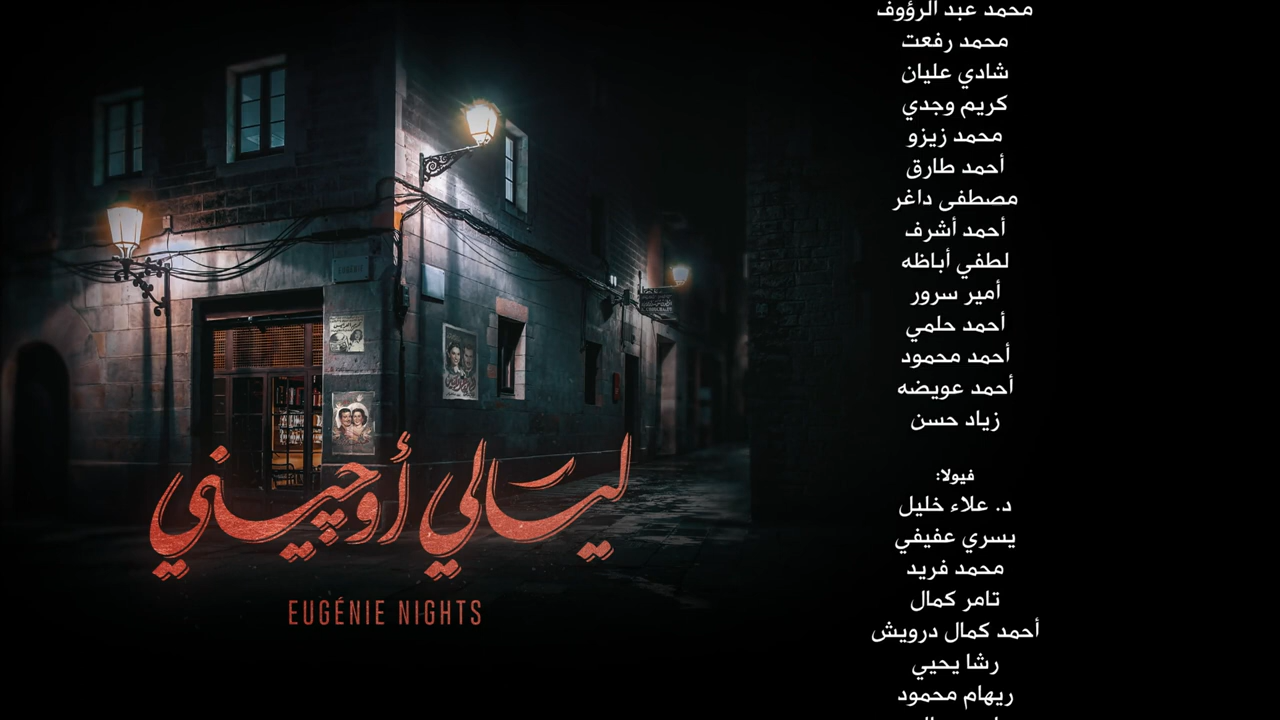 محمد عبد الرؤوف
محمد رفعت
شادي عليان
كريم وجدي
محمد زيزو
أحمد طارق
مصطفى داغر
أحمد أشرف
لطفي أباظه
أمير سرور
أحمد حلمي
أحمد محمود
أحمد عويضه
زياد حسن
فيولا:
د. علاء خليل
يسري عفيفي
محمد فريد
تامر كمال
أحمد كمال درويش
رشا يحيي
ريهام محمود
ليالي أوچيني
EUGÉNIE NIGHTS